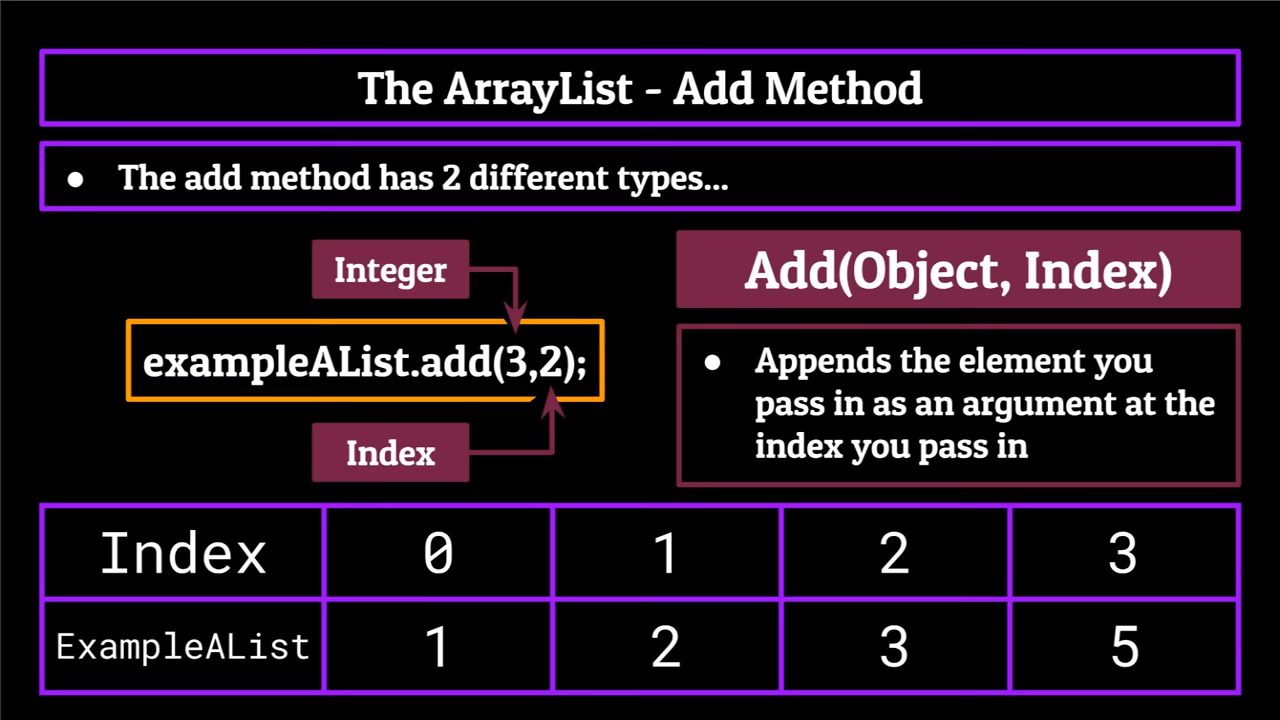 The ArrayList - Add Method
● The add method has 2 different types...
Integer
exampleAList.add(3,2);
Index
Add(Object, Index)
● Appends the element you
pass in as an argument at the
index you pass in
Index 0 1 2 3
ExampleAList 1 2 3 5